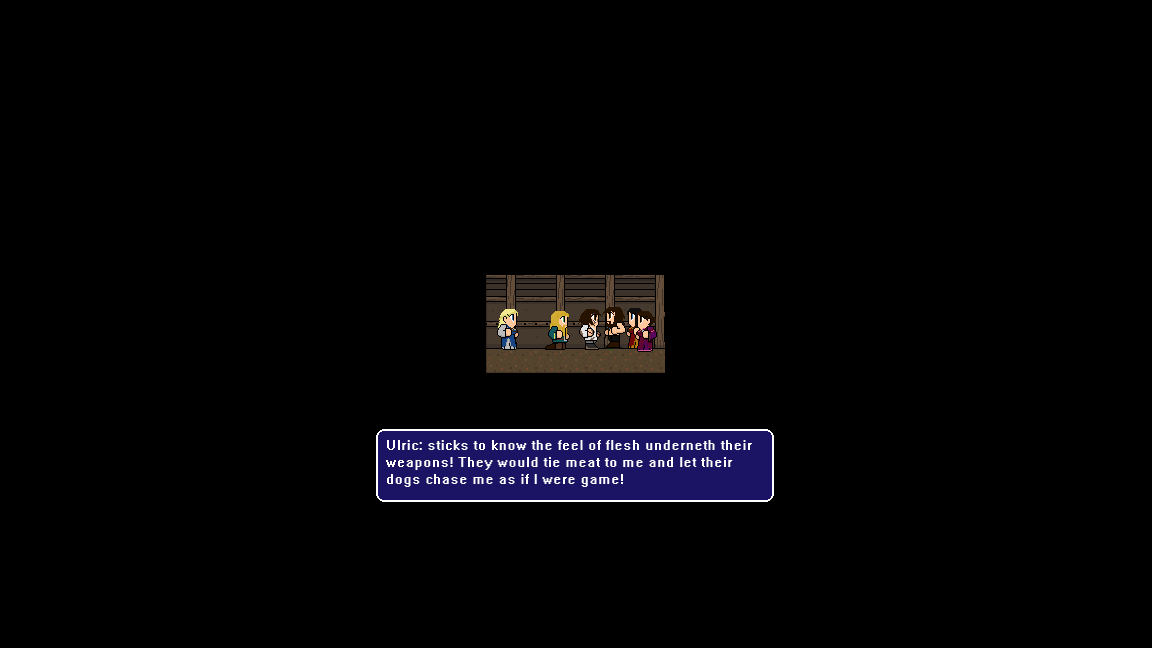 Ulric: sticks to know the feel of flesh underneth their
weapons! They would tie meat to me and let their
dogs chase me as if I were game!